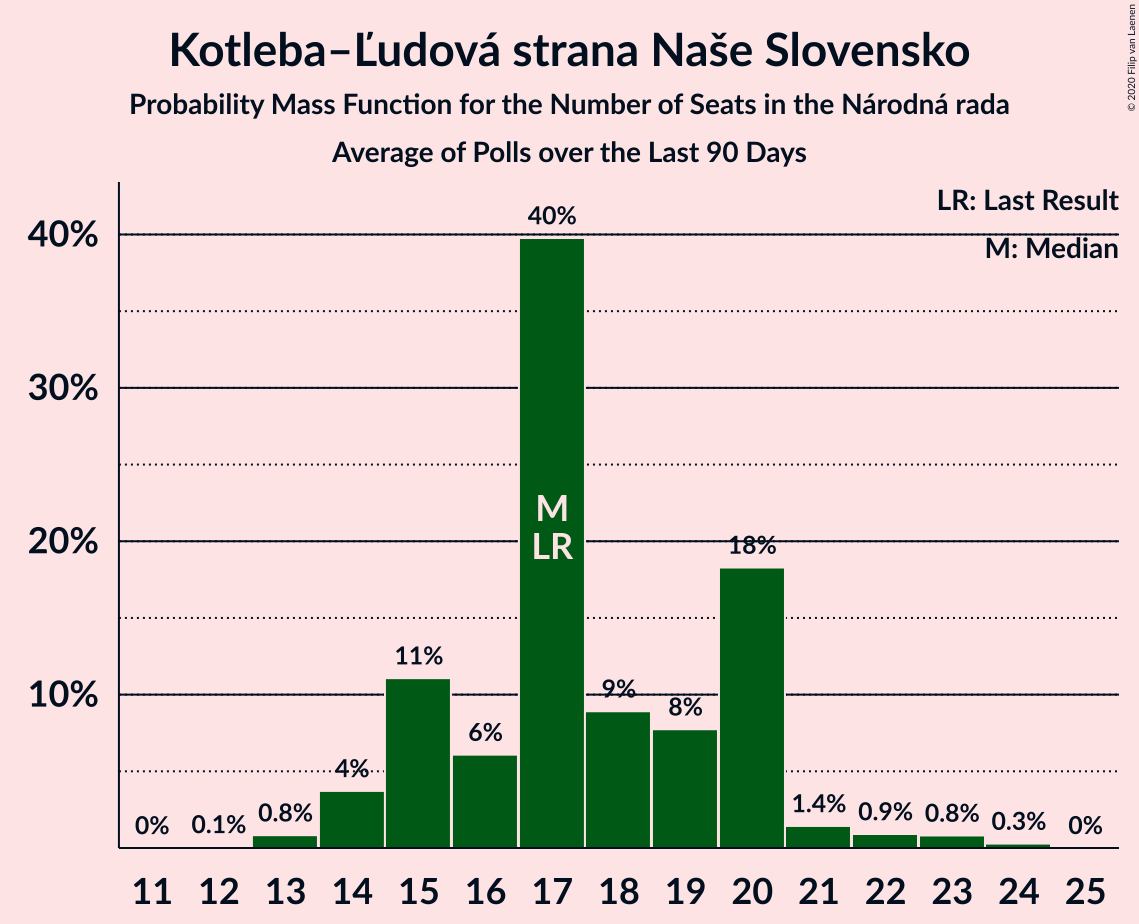 Kotleba–Ľudová strana Naše Slovensko
Probability Mass Function for the Number of Seats in the Národná rada
Average of Polls over the Last 90 Days
© 2020 Filip van Laenen
LR: Last Result
M: Median
40%
30%
20%
10%
0%
0.1%
0.8%
4%
11%
6%
40%
9%
8%
18%
1.4%
0.9%
0.8%
0.3%
0%
M
LR
11 12 13 14 15 16 17 18 19 20 21 22 23 24 25